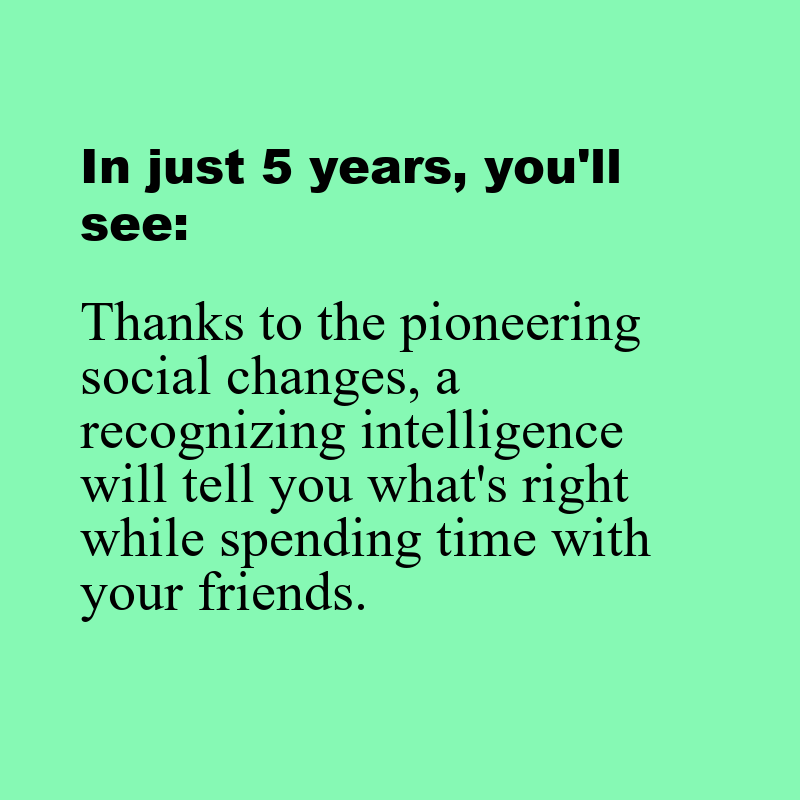 In just 5 years, you'll
see:
Thanks to the pioneering
social changes, a
recognizing intelligence
will tell you what's right
while spending time with
your friends.